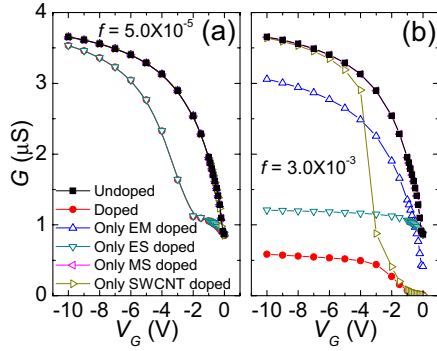 (a)
f = 5.0X10⁻⁵
(b)
f = 3.0X10⁻³
G (μS)
4
3
2
1
0
Undoped
Doped
Only EM doped
Only ES doped
Only MS doped
Only SWCNT doped
-10 -8 -6 -4 -2 0
-10 -8 -6 -4 -2 0
V_G (V)
V_G (V)